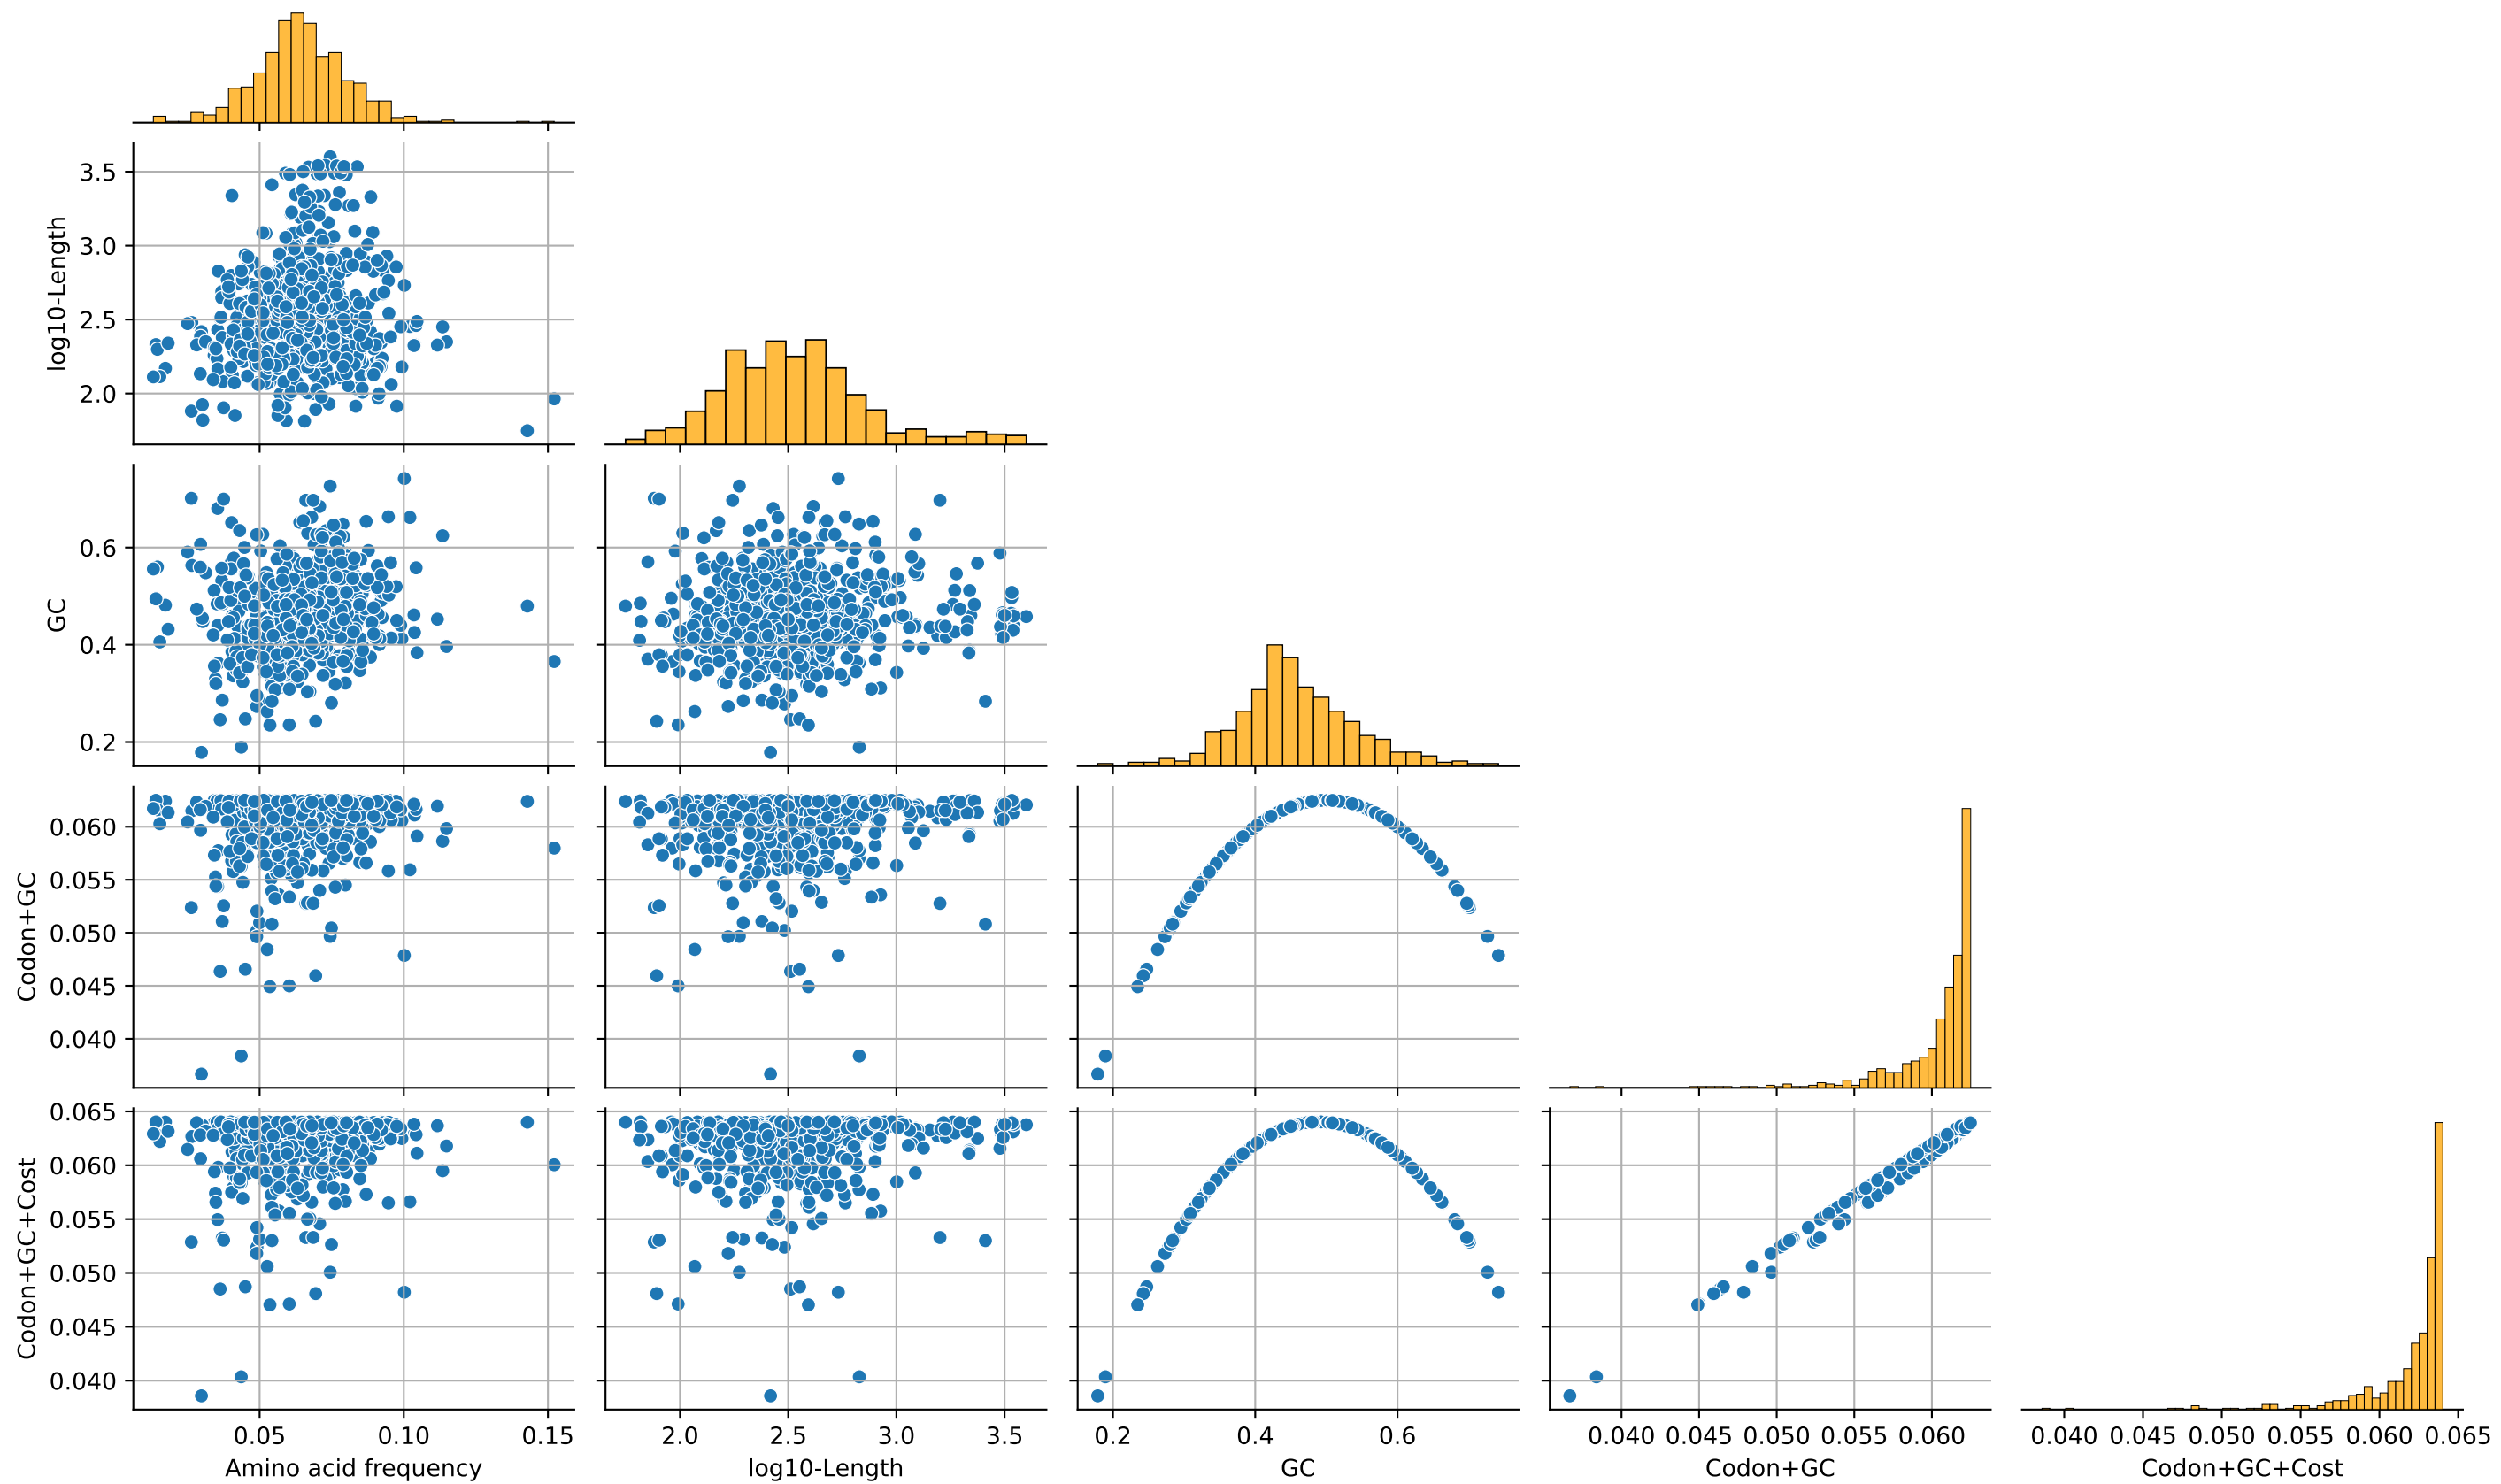 3.5
3.0
2.5
2.0
log10-Length
0.6
0.4
0.2
GC
0.060
0.055
0.050
0.045
0.040
Codon+GC
0.065
0.060
0.055
0.050
0.045
0.040
Codon+GC+Cost
0.05 0.10 0.15
Amino acid frequency
2.0 2.5 3.0 3.5
log10-Length
0.2 0.4 0.6
GC
0.040 0.045 0.050 0.055 0.060
Codon+GC
0.040 0.045 0.050 0.055 0.060 0.065
Codon+GC+Cost